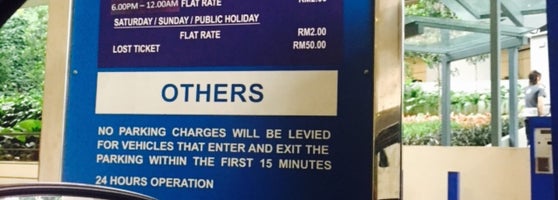 6.00PM – 12.00AM FLAT RATE
SATURDAY / SUNDAY / PUBLIC HOLIDAY
FLAT RATE RM2.00
LOST TICKET RM50.00
OTHERS
NO PARKING CHARGES WILL BE LEVIED
FOR VEHICLES THAT ENTER AND EXIT THE
PARKING WITHIN THE FIRST 15 MINUTES
24 HOURS OPERATION